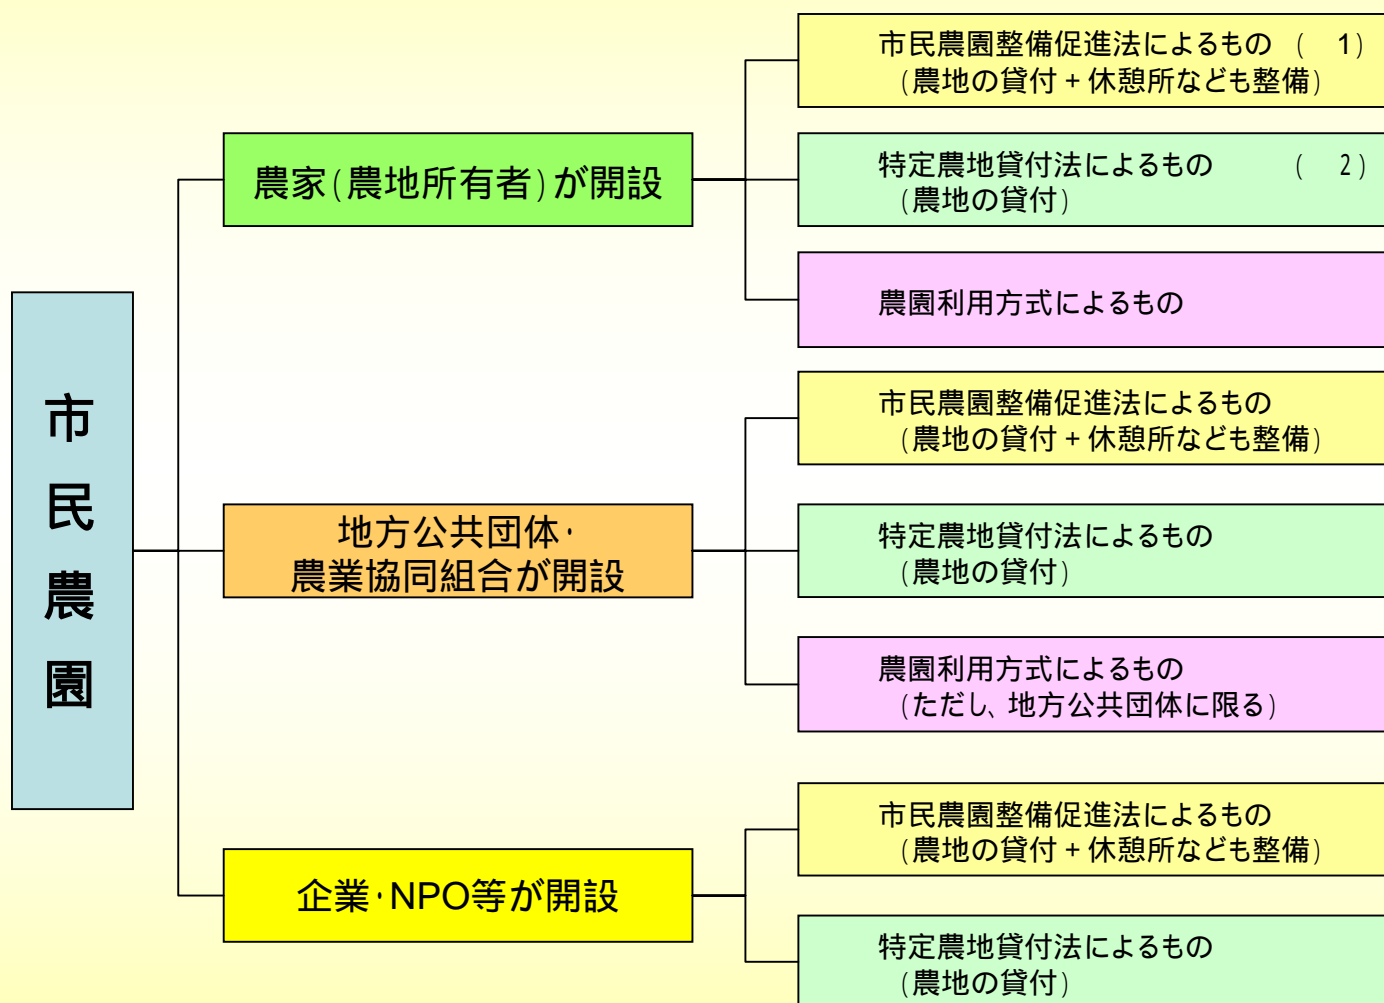 市民農園
農家(農地所有者)が開設
市民農園整備促進法によるもの ( 1)
(農地の貸付+休憩所なども整備)
特定農地貸付法によるもの ( 2)
(農地の貸付)
農園利用方式によるもの
地方公共団体・
農業協同組合が開設
市民農園整備促進法によるもの
(農地の貸付+休憩所なども整備)
特定農地貸付法によるもの
(農地の貸付)
農園利用方式によるもの
(ただし、地方公共団体に限る)
企業・NPO等が開設
市民農園整備促進法によるもの
(農地の貸付+休憩所なども整備)
特定農地貸付法によるもの
(農地の貸付)